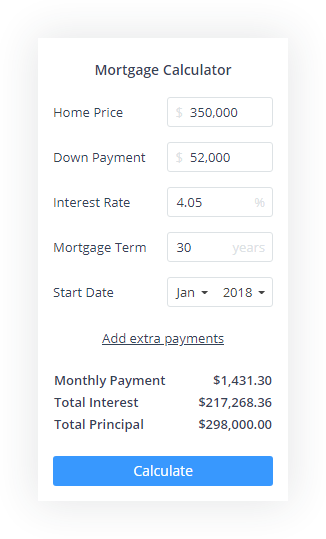 Mortgage Calculator
Home Price $ 350,000
Down Payment $ 52,000
Interest Rate 4.05 %
Mortgage Term 30 years
Start Date Jan 2018
Add extra payments
Monthly Payment $1,431.30
Total Interest $217,268.36
Total Principal $298,000.00
Calculate